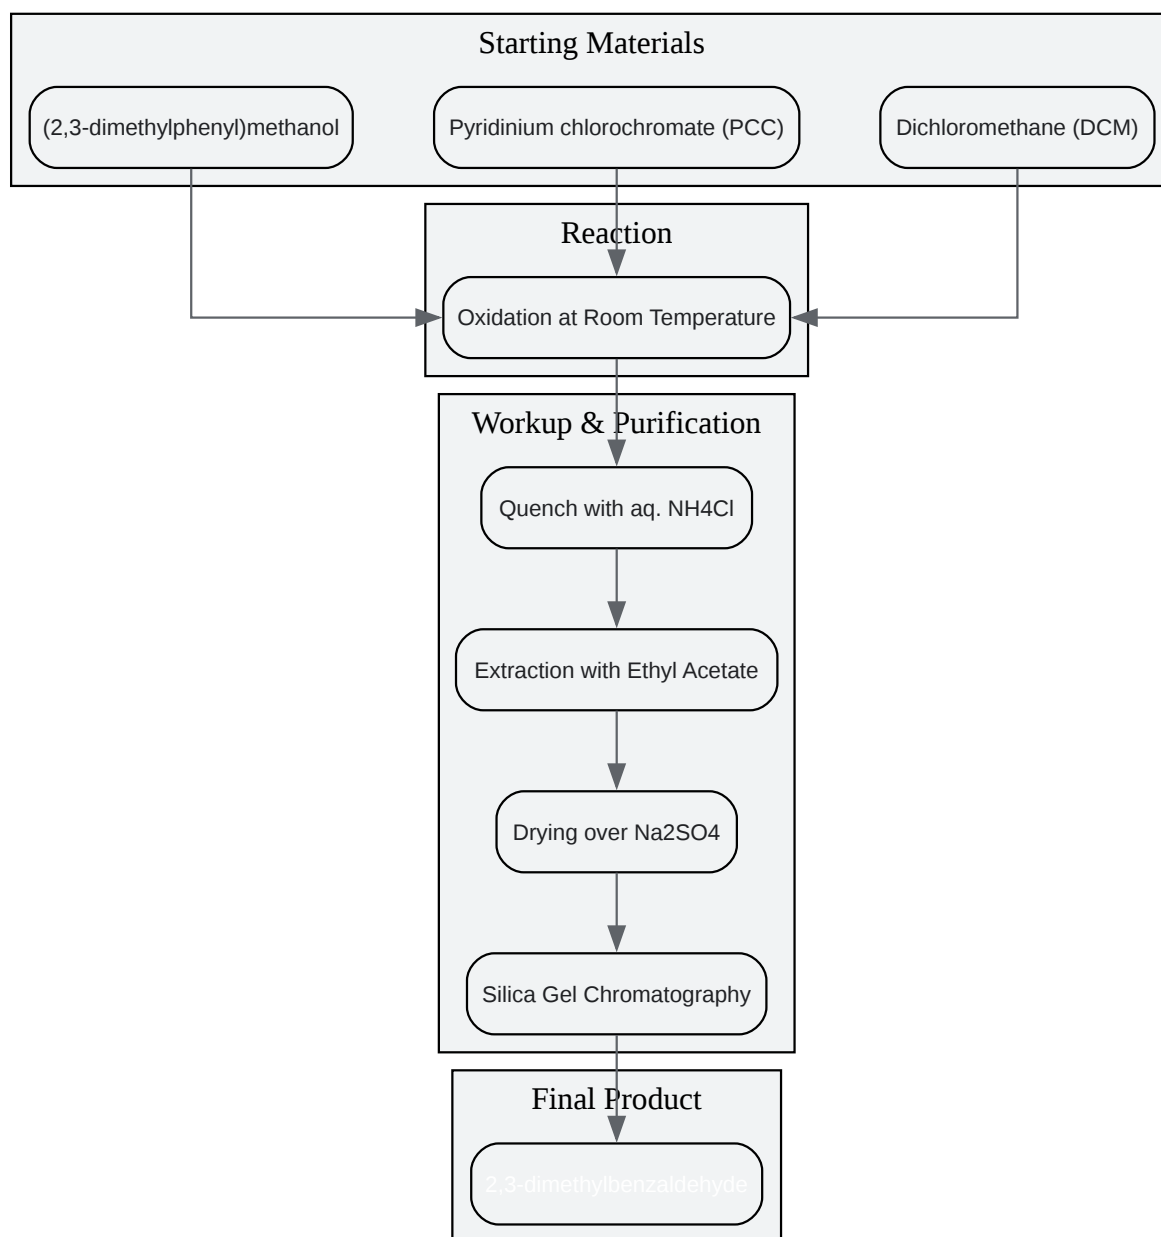 Starting Materials
(2,3-dimethylphenyl)methanol
Pyridinium chlorochromate (PCC)
Dichloromethane (DCM)
Reaction
Oxidation at Room Temperature
Workup & Purification
Quench with aq. NH4Cl
Extraction with Ethyl Acetate
Drying over Na2SO4
Silica Gel Chromatography
Final Product
2,3-dimethylbenzaldehyde